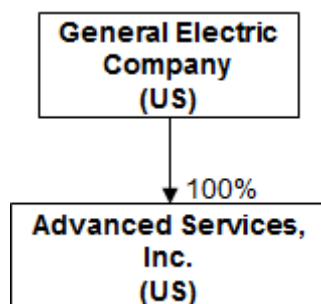 General Electric
Company
(US)
100%
Advanced Services,
Inc.
(US)